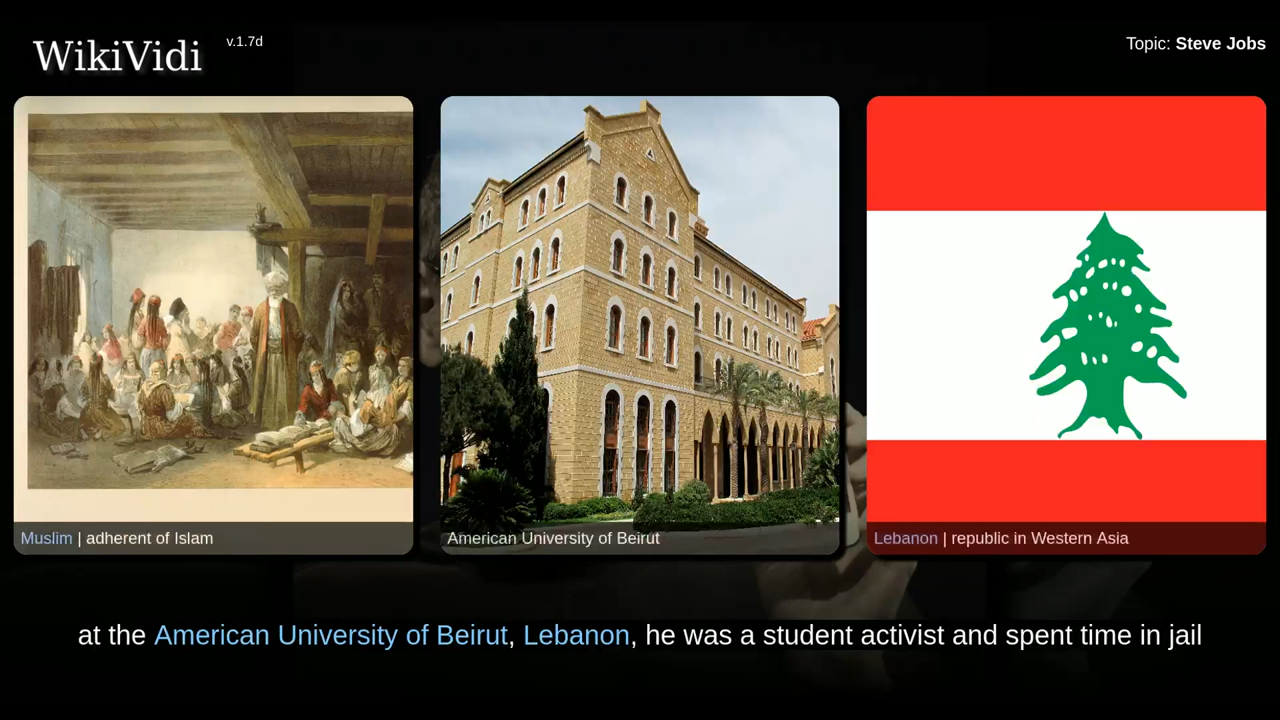 WikiVidi v.1.7d
Topic: Steve Jobs
Muslim | adherent of Islam
American University of Beirut
Lebanon | republic in Western Asia
at the American University of Beirut, Lebanon, he was a student activist and spent time in jail